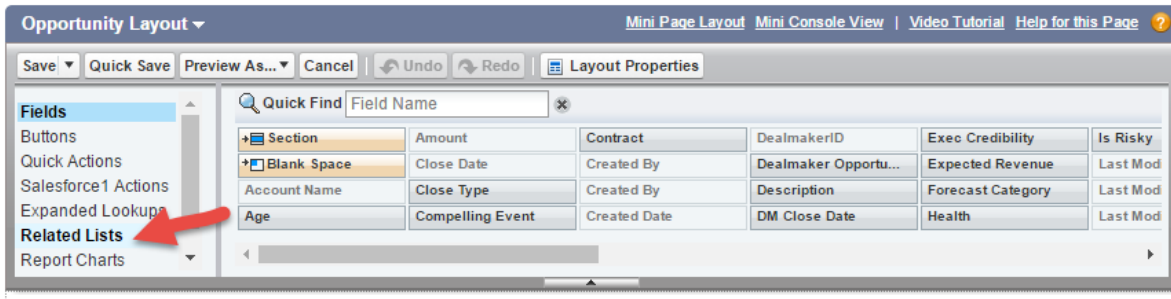 Opportunity Layout
Mini Page Layout Mini Console View | Video Tutorial Help for this Page ?
Save Quick Save Preview As... Cancel Undo Redo Layout Properties
Fields
Buttons
Quick Actions
Salesforce1 Actions
Expanded Lookups
Related Lists
Report Charts
Quick Find Field Name
Section Amount Contract DealmakerID Exec Credibility Is Risky
Blank Space Close Date Created By Dealmaker Opportu... Expected Revenue Last Modi
Account Name Close Type Created By Description Forecast Category Last Modi
Age Compelling Event Created Date DM Close Date Health Last Modi